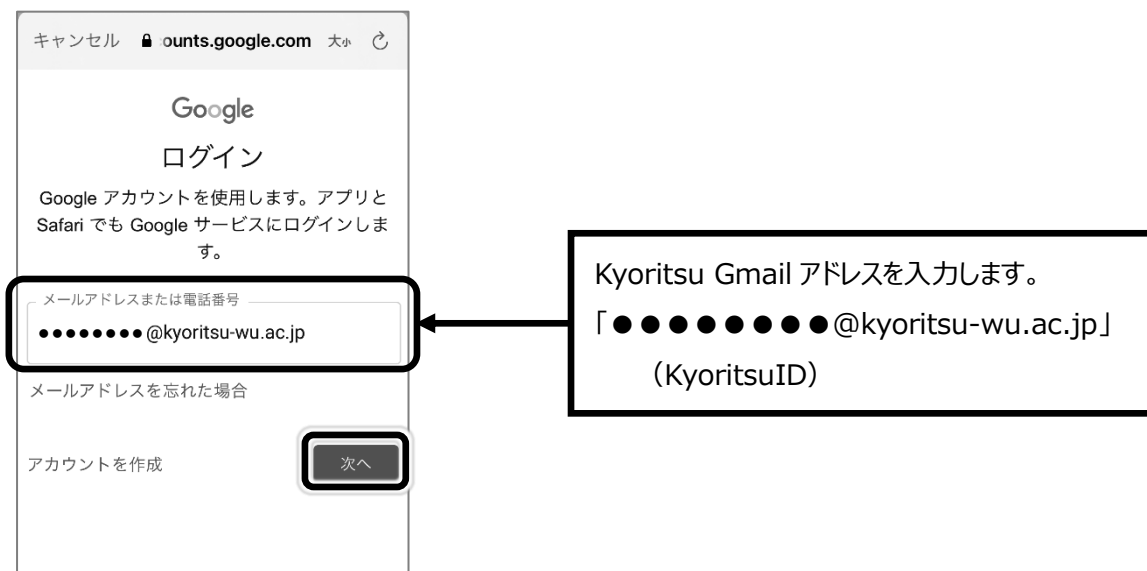 キャンセル ounts.google.com 大小
Google
ログイン
Google アカウントを使用します。アプリと
Safari でも Google サービスにログインしま
す。
メールアドレスまたは電話番号
●●●●●●●●@kyoritsu-wu.ac.jp
メールアドレスを忘れた場合
アカウントを作成 次へ
Kyoritsu Gmail アドレスを入力します。
「●●●●●●●●@kyoritsu-wu.ac.jp」
（KyoritsuID）